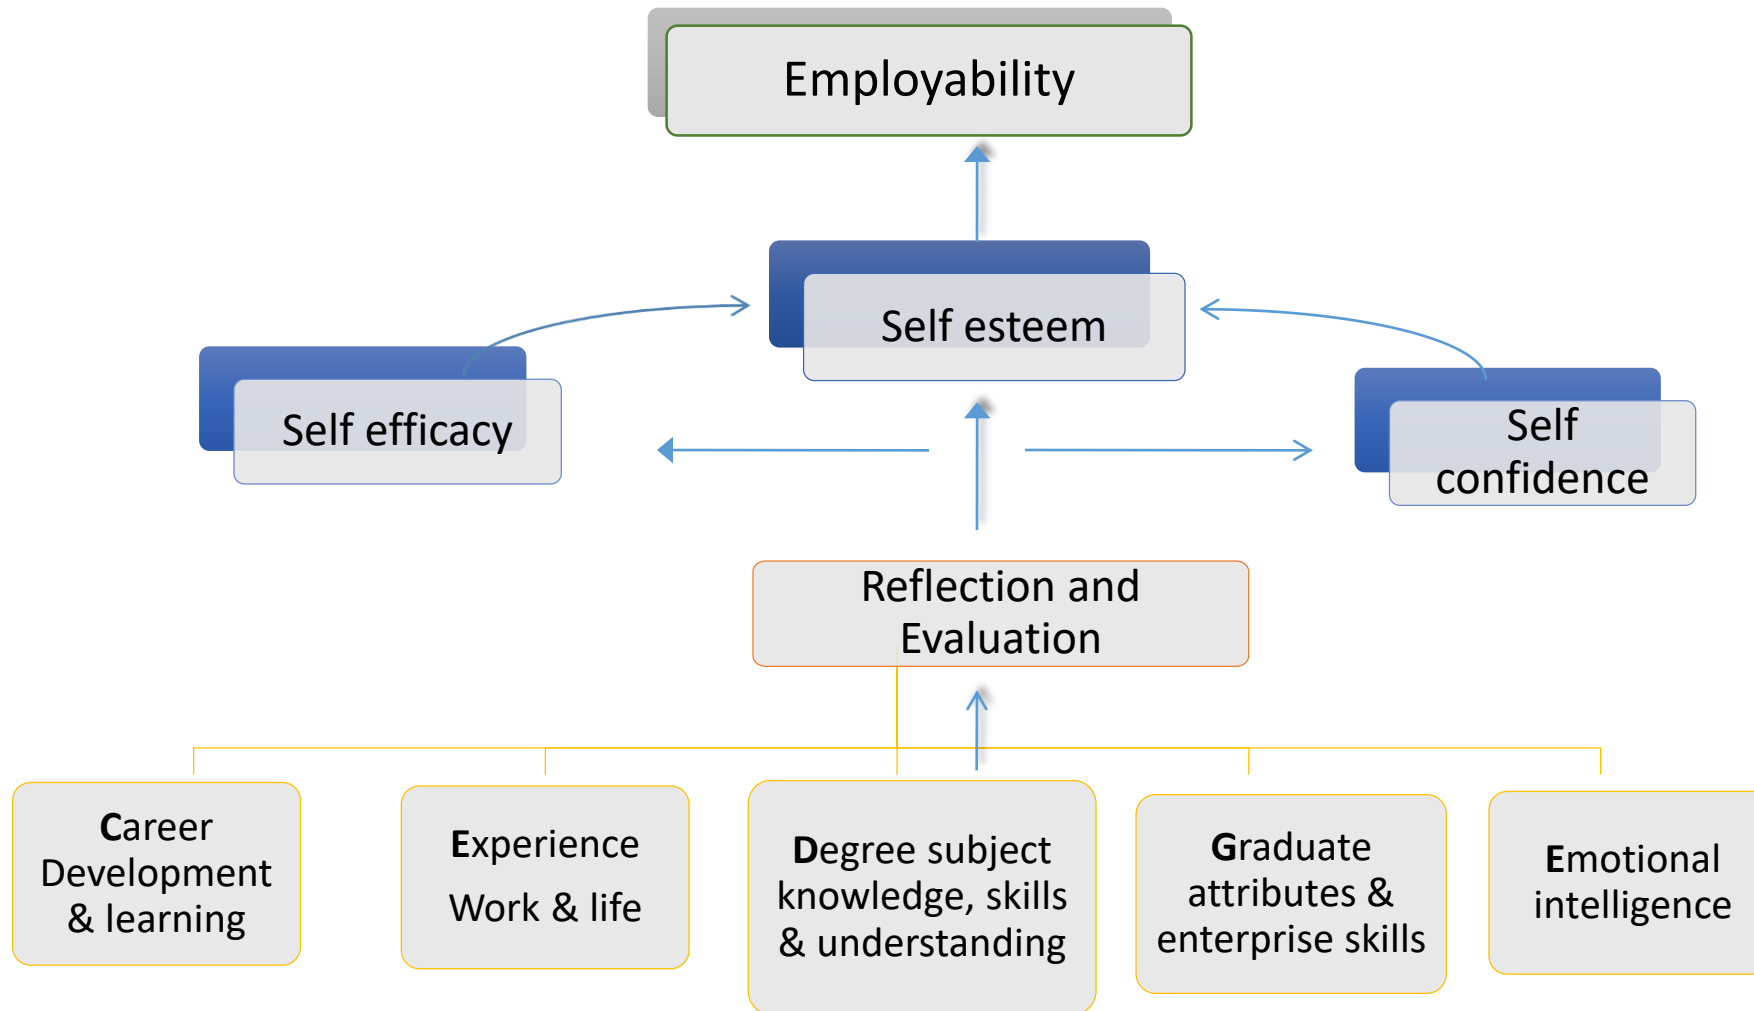 Employability
Self esteem
Self efficacy
Self
confidence
Reflection and
Evaluation
Career
Development
& learning
Experience
Work & life
Degree subject
knowledge, skills
& understanding
Graduate
attributes &
enterprise skills
Emotional
intelligence